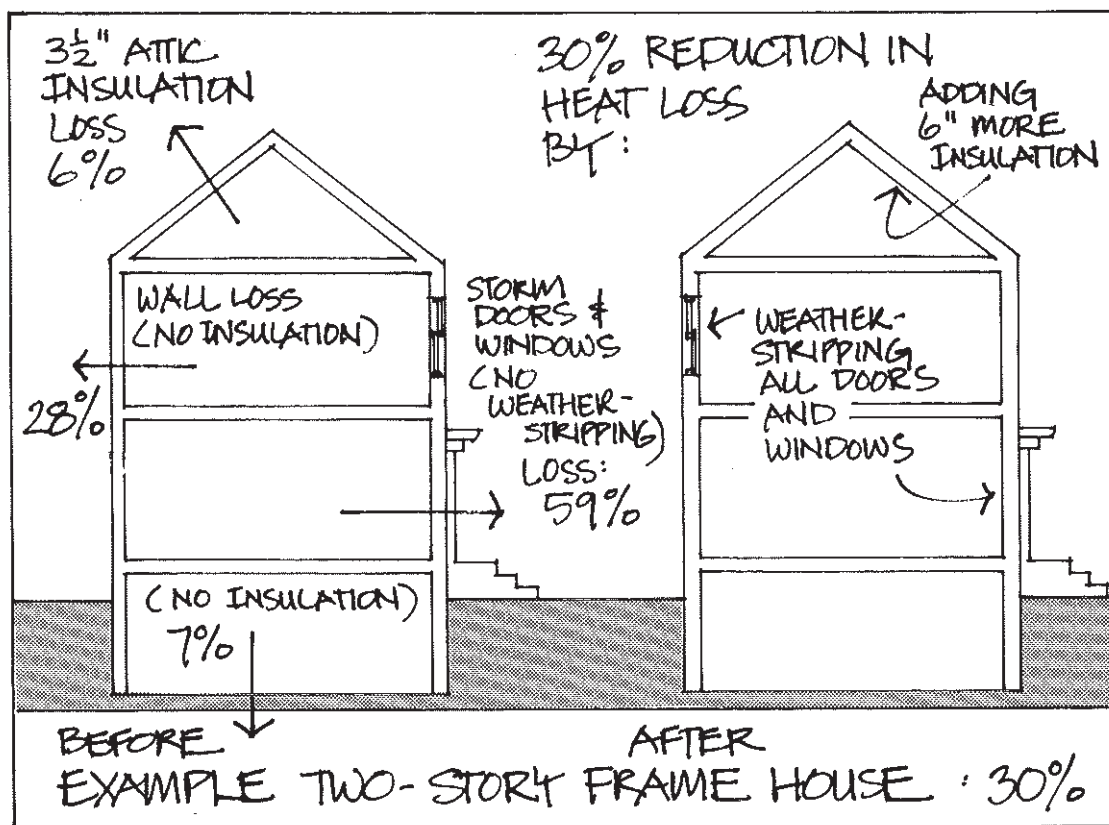 3½" ATTIC
INSULATION
LOSS
6%
WALL LOSS
(NO INSULATION)
28%
STORM
DOORS &
WINDOWS
(NO
WEATHER-
STRIPPING)
LOSS:
59%
(NO INSULATION)
7%
BEFORE
30% REDUCTION IN
HEAT LOSS
BY:
ADDING
6" MORE
INSULATION
WEATHER-
STRIPPING
ALL DOORS
AND
WINDOWS
AFTER
EXAMPLE TWO-STORY FRAME HOUSE : 30%